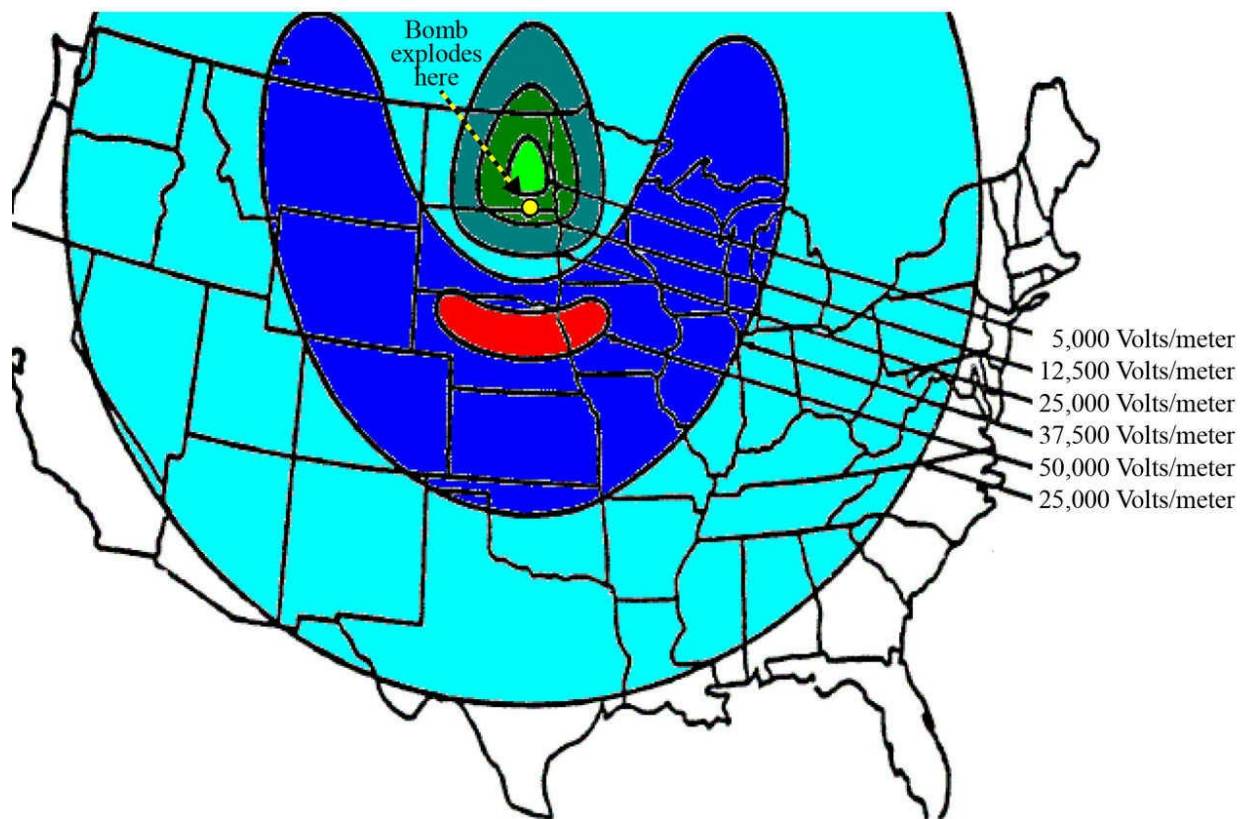 Bomb
explodes
here
5,000 Volts/meter
12,500 Volts/meter
25,000 Volts/meter
37,500 Volts/meter
50,000 Volts/meter
25,000 Volts/meter